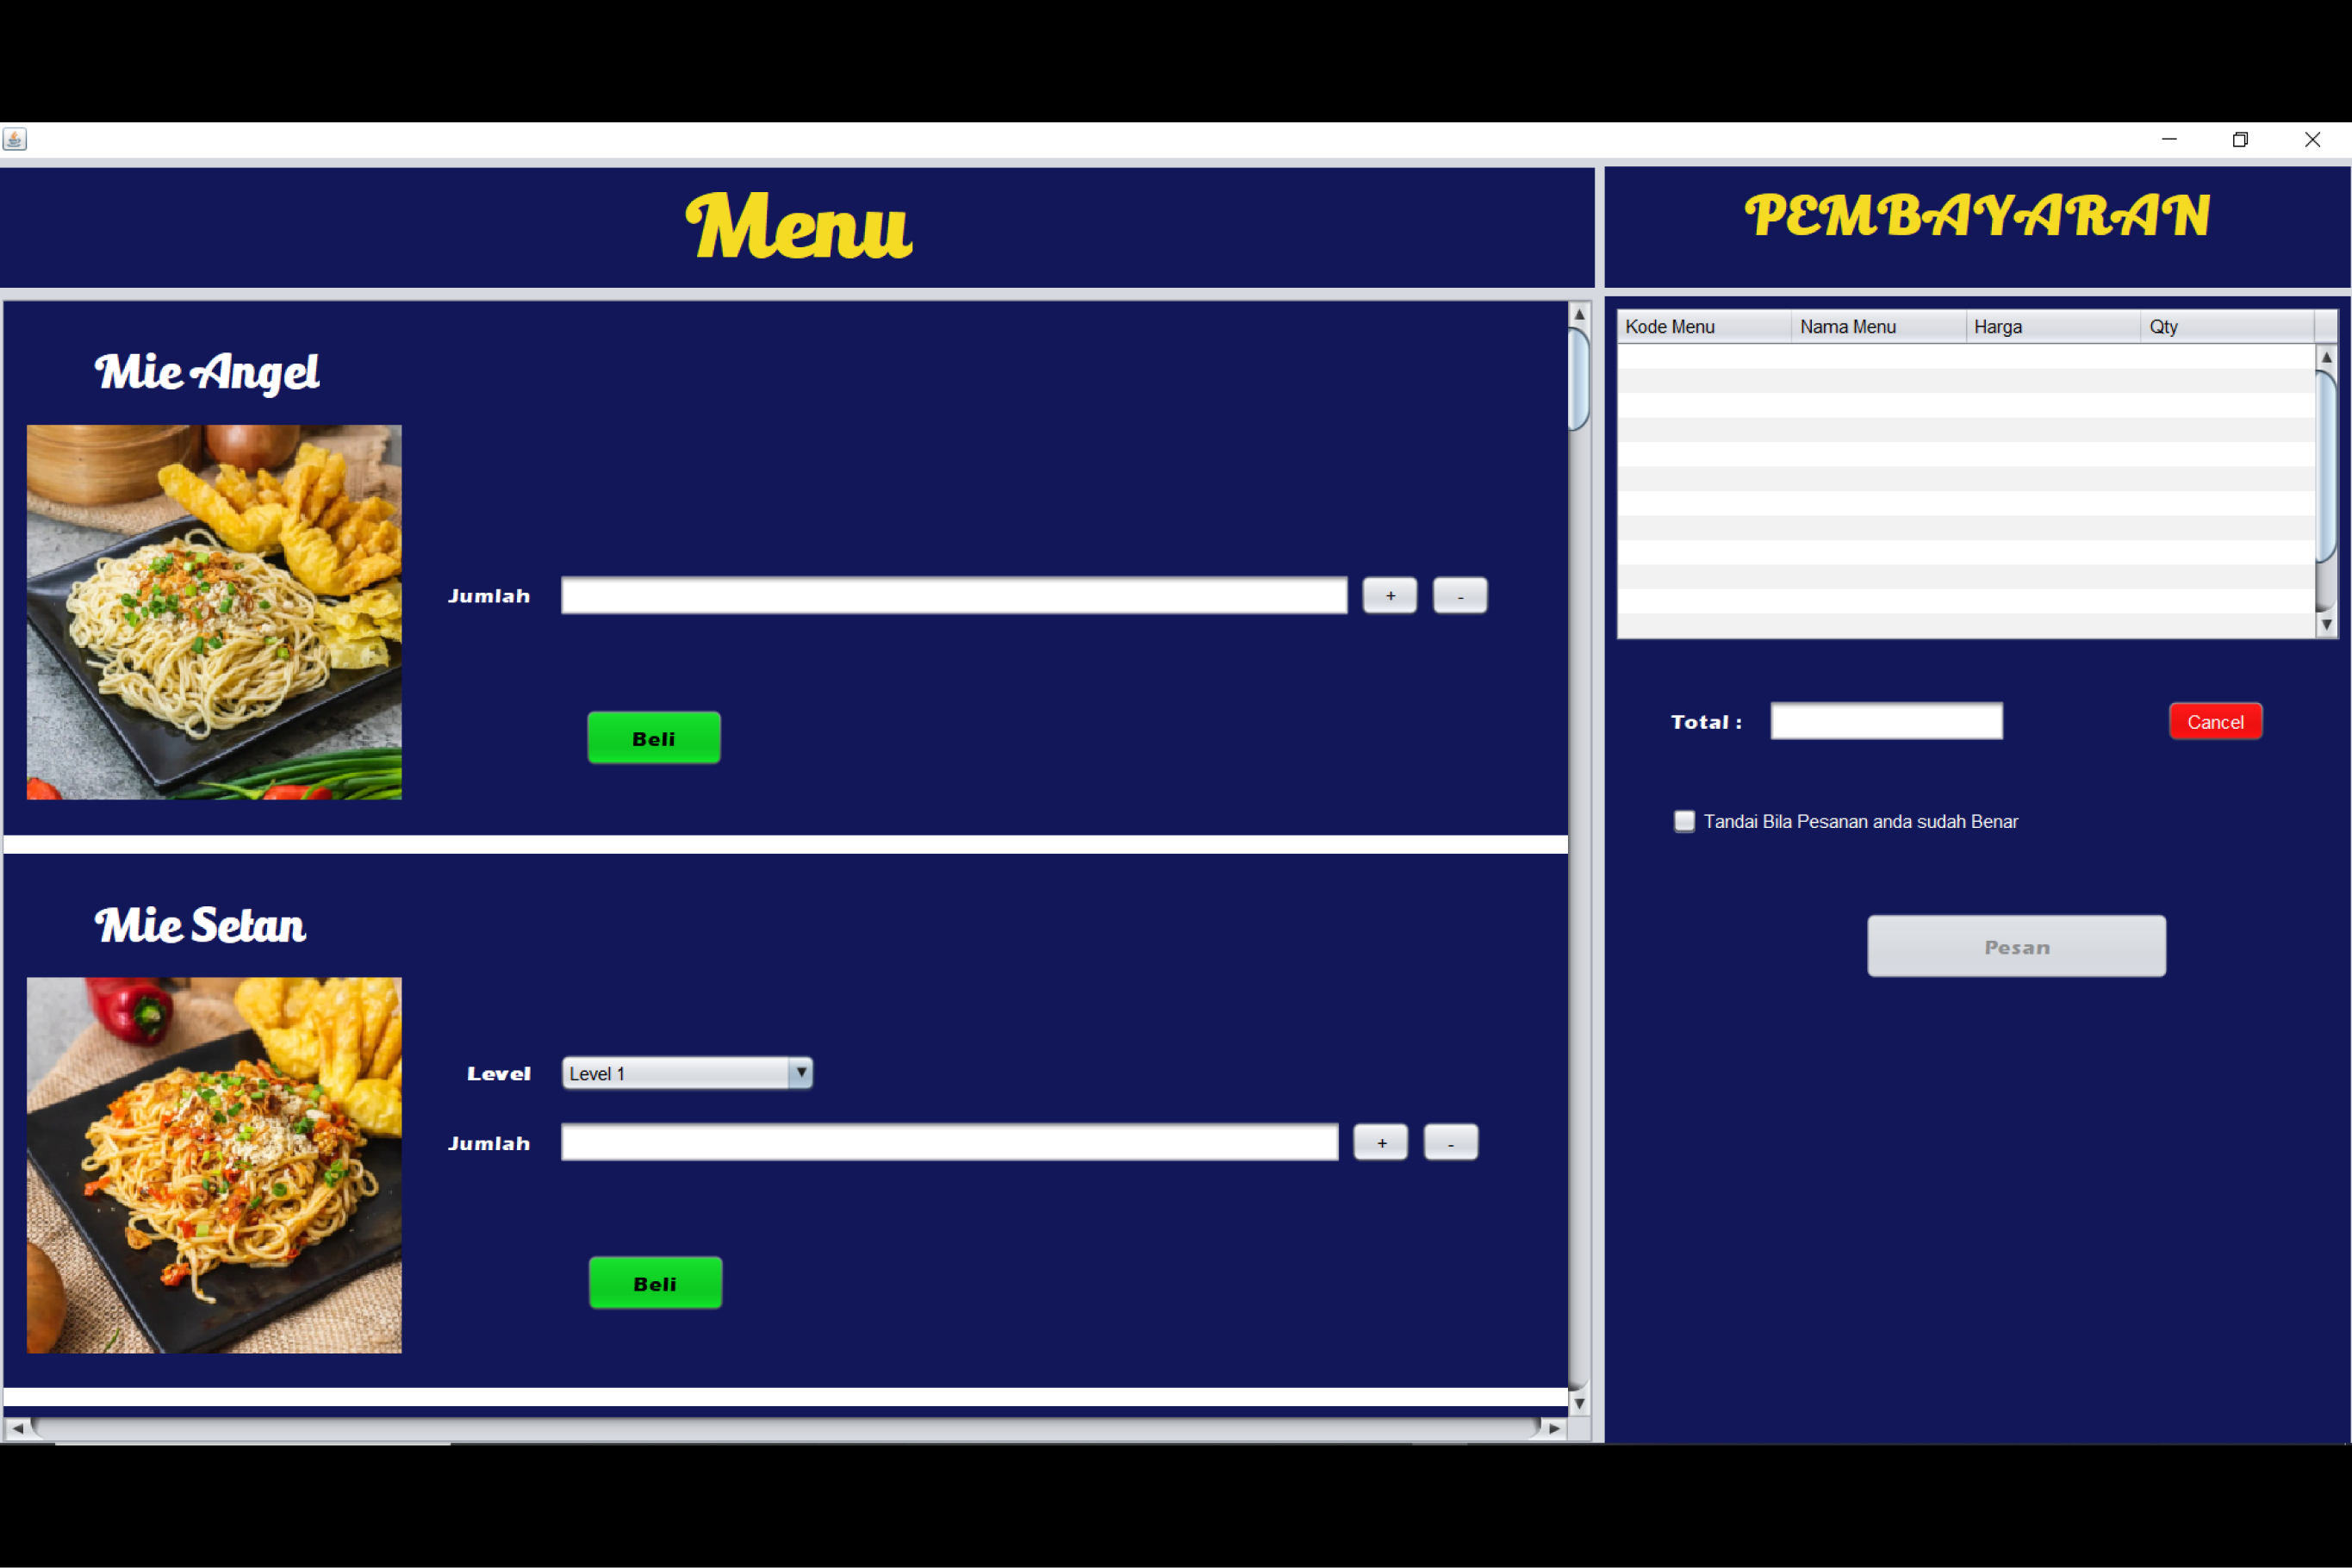 Menu
PEMBAYARAN
Mie Angel
Jumlah
+
-
Beli
Mie Setan
Level
Level 1
Jumlah
+
-
Beli
Kode Menu Nama Menu Harga Qty
Total :
Cancel
Tandai Bila Pesanan anda sudah Benar
Pesan